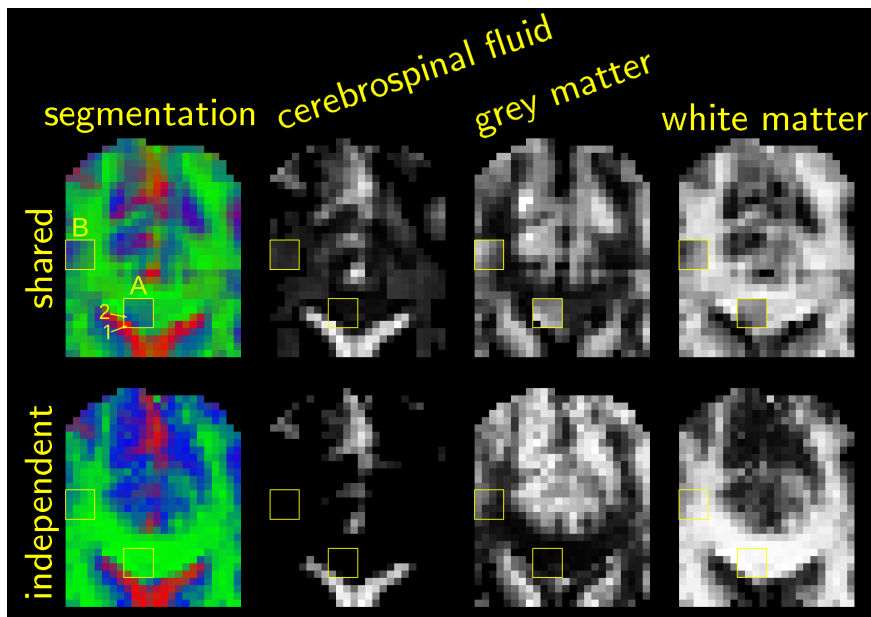 segmentation
cerebrospinal fluid
grey matter
white matter
shared
B
A
2
1
independent